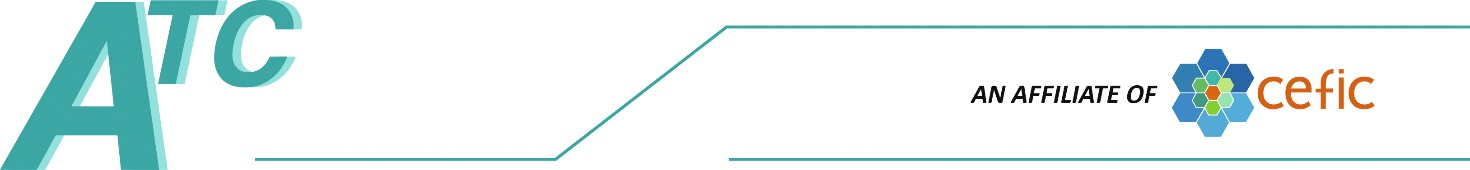 ATC
AN AFFILIATE OF cefic